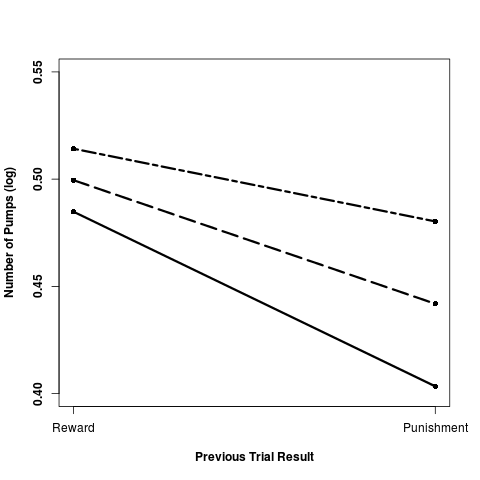 Number of Pumps (log)
0.55
0.50
0.45
0.40
Reward
Punishment
Previous Trial Result